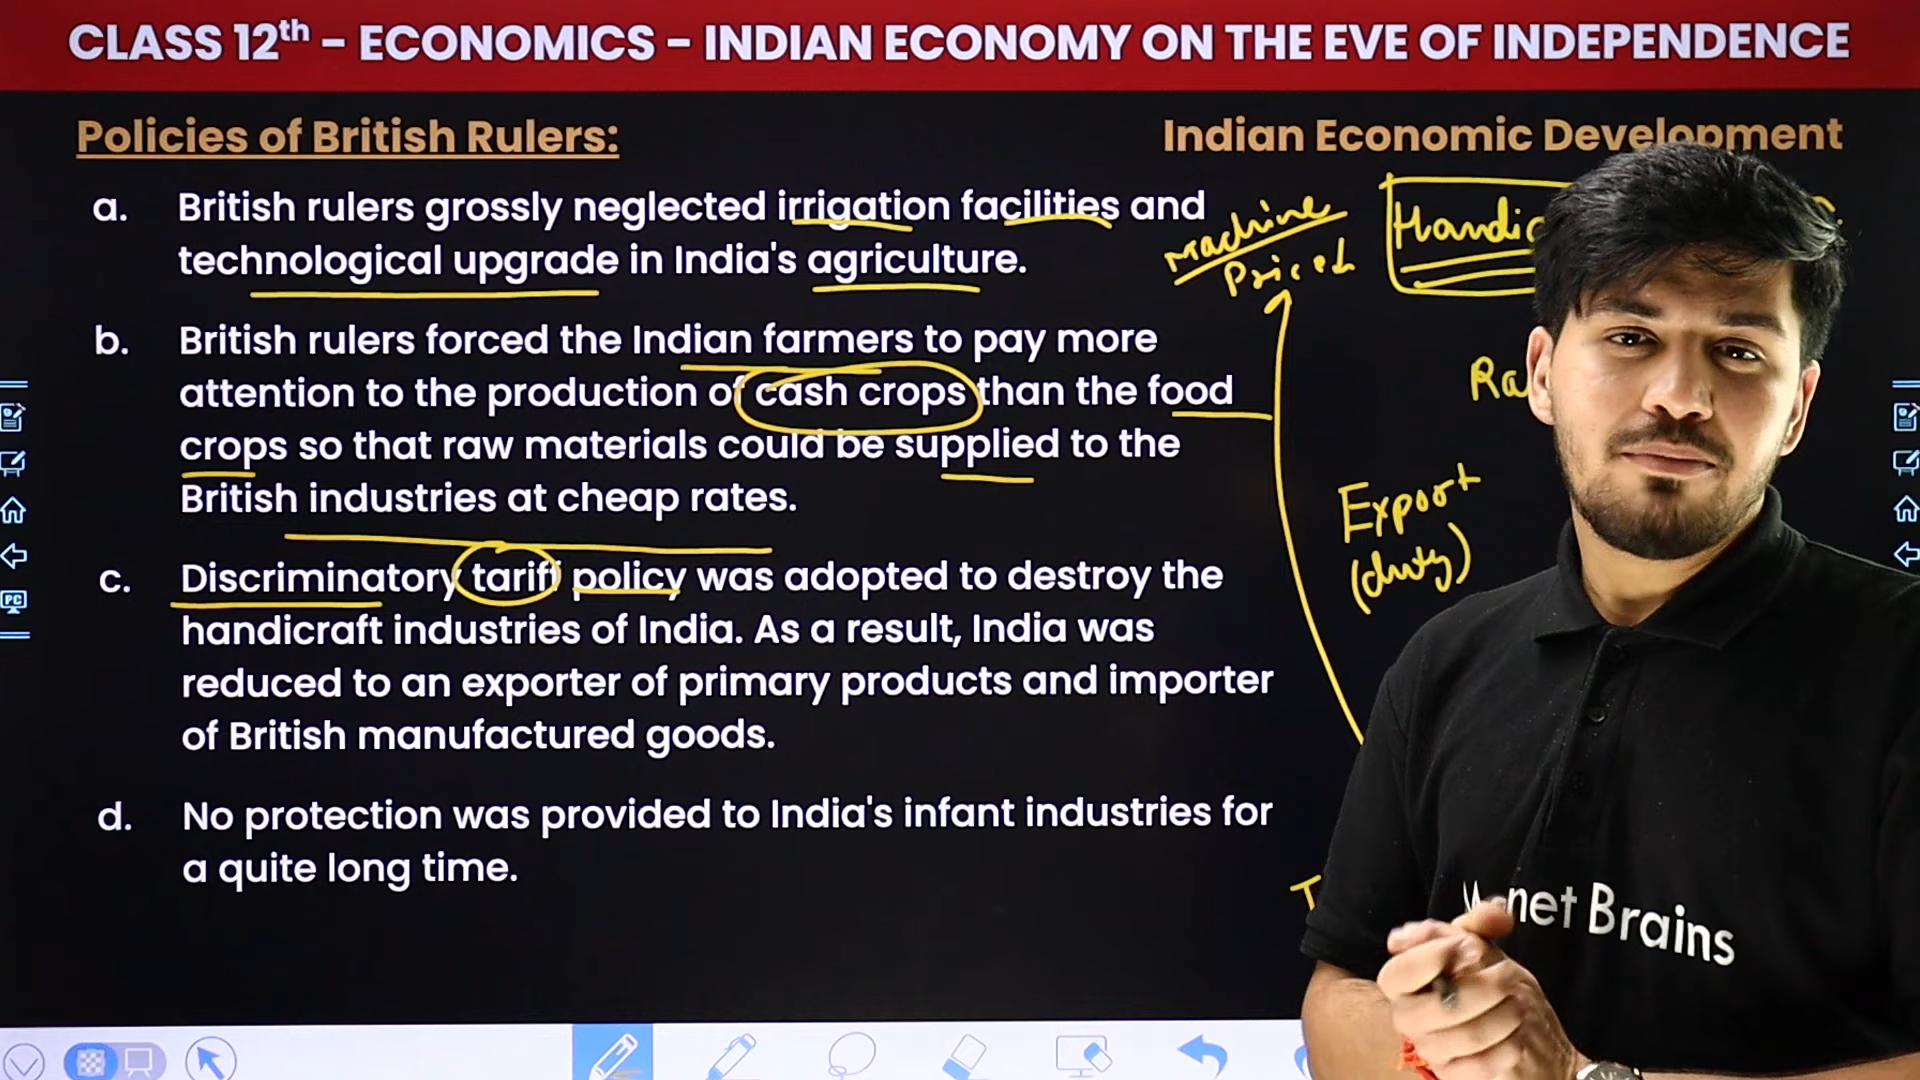 CLASS 12th - ECONOMICS - INDIAN ECONOMY ON THE EVE OF INDEPENDENCE
Policies of British Rulers:
Indian Economic Development
a. British rulers grossly neglected irrigation facilities and
technological upgrade in India's agriculture.
b. British rulers forced the Indian farmers to pay more
attention to the production of cash crops than the food
crops so that raw materials could be supplied to the
British industries at cheap rates.
c. Discriminatory tariff policy was adopted to destroy the
handicraft industries of India. As a result, India was
reduced to an exporter of primary products and importer
of British manufactured goods.
d. No protection was provided to India's infant industries for
a quite long time.
Machine
Priced
Handic
Ra
Export
(duty)
net Brains
PC